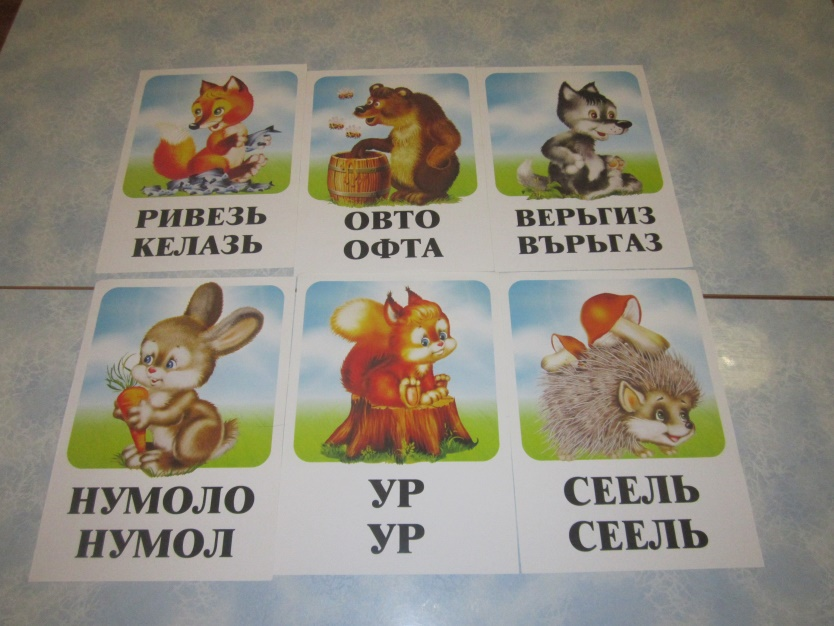 РИВЕЗЬ
КЕЛАЗЬ
ОВТО
ОФТА
ВЕРЬГИЗ
ВЪРЬГАЗ
НУМОЛО
НУМОЛ
УР
УР
СЕЕЛЬ
СЕЕЛЬ